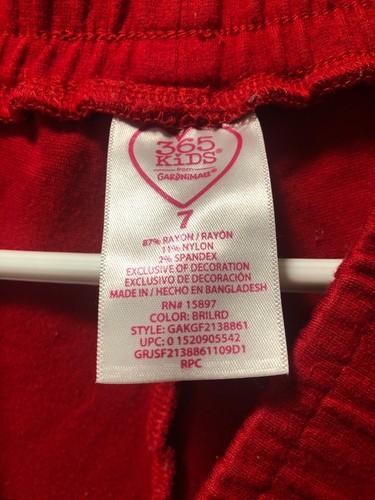 365
KiDS®
from
GARANIMALS®
7
87% RAYON / RAYÓN
11% NYLON
2% SPANDEX
EXCLUSIVE OF DECORATION
EXCLUSIVO DE DECORACIÓN
MADE IN / HECHO EN BANGLADESH
RN# 15897
COLOR: BRILRD
STYLE: GAKGF2138861
UPC: 0 1520905542
GRJSF2138861109D1
RPC